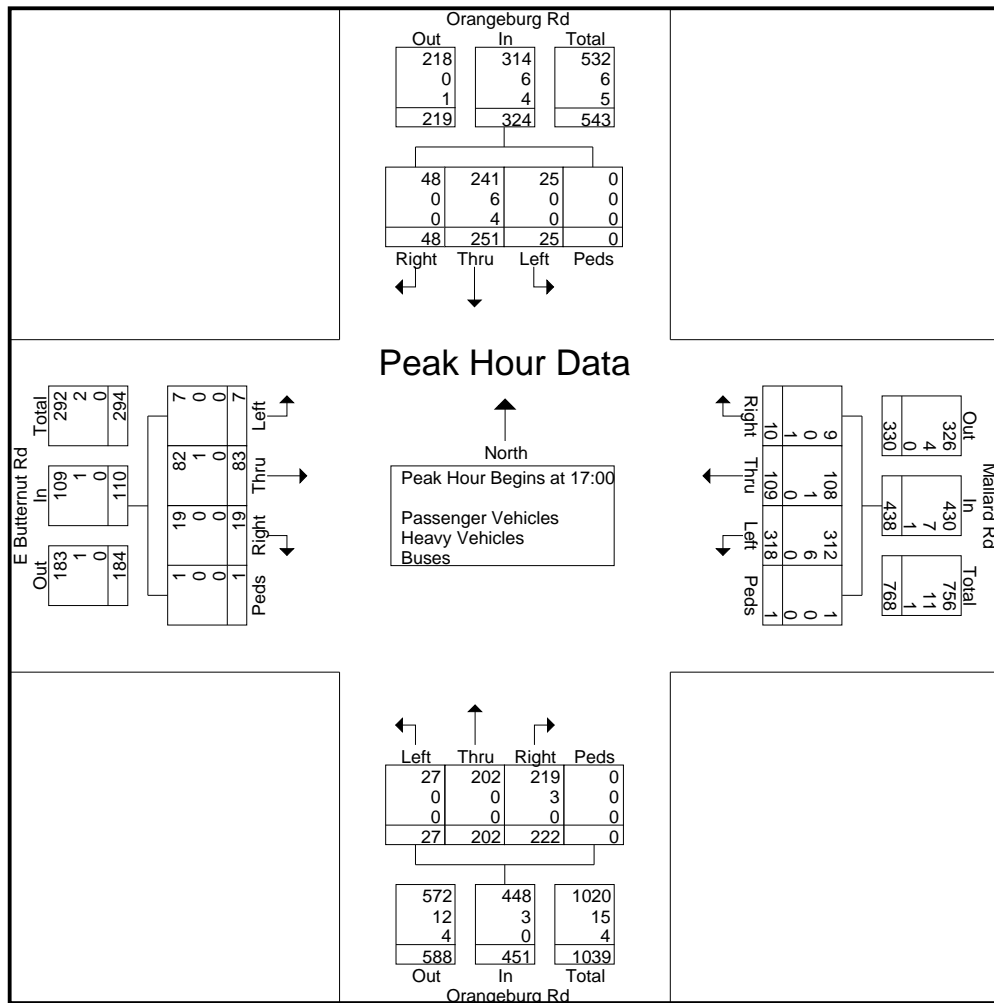 Orangeburg Rd
Out In Total
218 314 532
0 6 6
1 4 5
219 324 543
48 241 25 0
0 6 0 0
0 4 0 0
48 251 25 0
Right Thru Left Peds
Peak Hour Data
North
Peak Hour Begins at 17:00
Passenger Vehicles
Heavy Vehicles
Buses
E Butternut Rd
Out In Total
183 109 292
1 1 2
0 0 0
184 110 294
1 19 82 7
0 0 1 0
0 0 0 0
1 19 83 7
Peds Right Thru Left
Mallard Rd
Out In Total
326 430 756
4 7 11
0 1 1
330 438 768
9 108 312 1
0 1 6 0
1 0 0 0
10 109 318 1
Right Thru Left Peds
Left Thru Right Peds
27 202 219 0
0 0 3 0
0 0 0 0
27 202 222 0
572 448 1020
12 3 15
4 0 4
588 451 1039
Out In Total
Orangeburg Rd